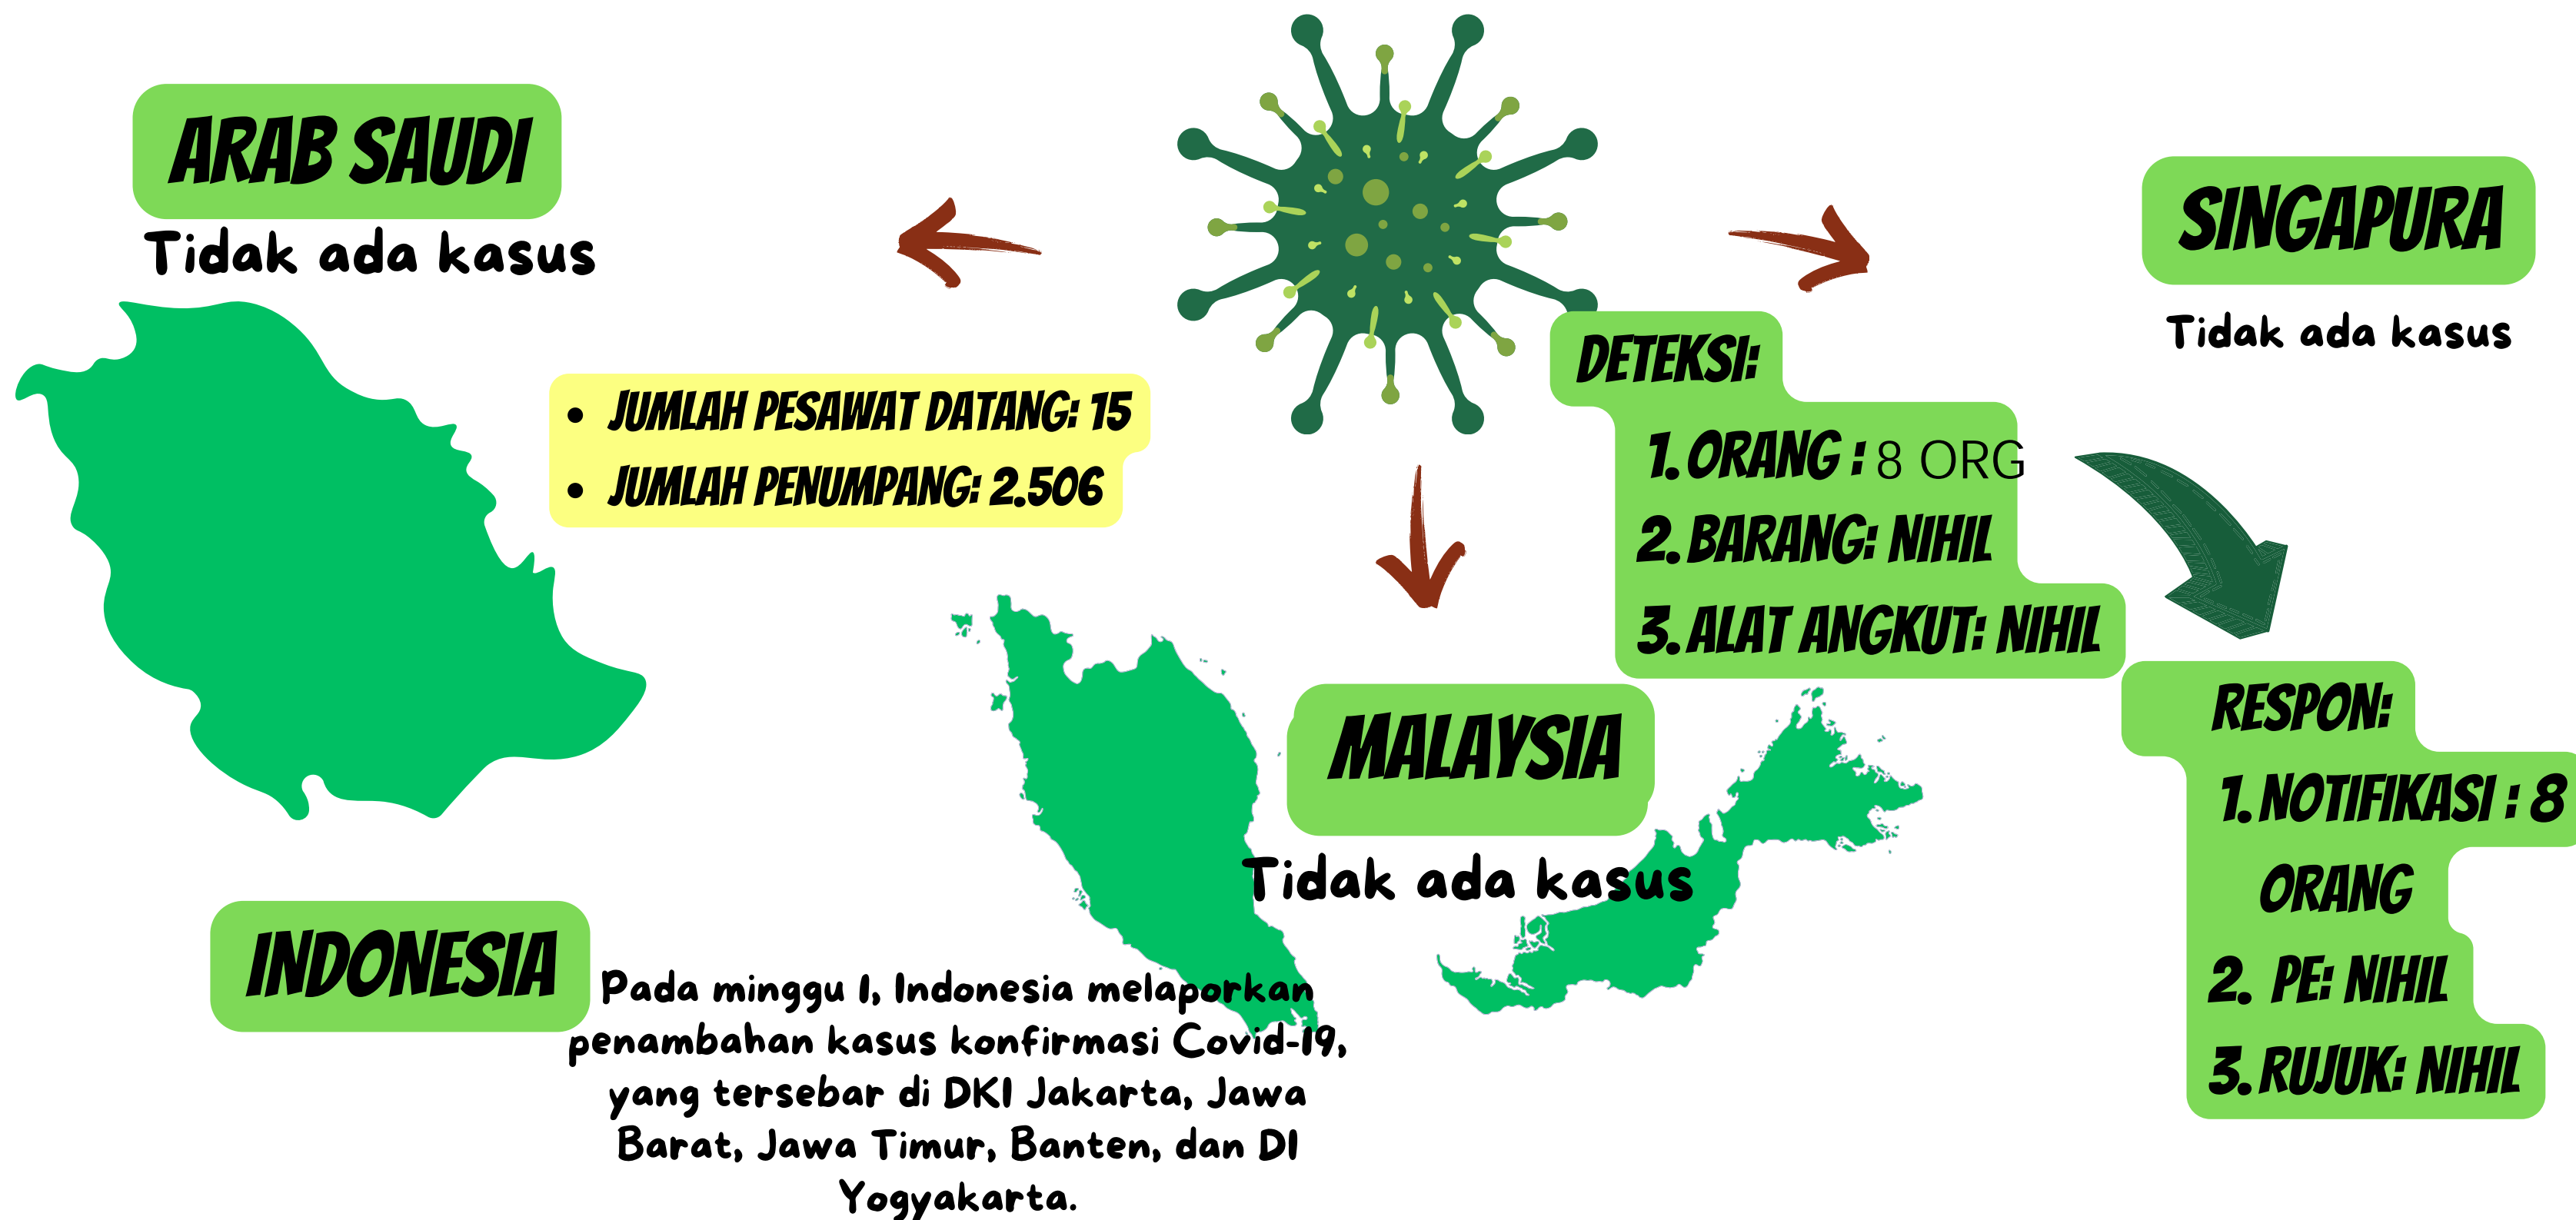 ARAB SAUDI
Tidak ada kasus
SINGAPURA
Tidak ada kasus
• JUMLAH PESAWAT DATANG: 15
• JUMLAH PENUMPANG: 2.506
DETEKSI:
1. ORANG : 8 ORG
2. BARANG: NIHIL
3. ALAT ANGKUT: NIHIL
MALAYSIA
Tidak ada kasus
RESPON:
1. NOTIFIKASI : 8
ORANG
2. PE: NIHIL
3. RUJUK: NIHIL
INDONESIA
Pada minggu 1, Indonesia melaporkan
penambahan kasus konfirmasi Covid-19,
yang tersebar di DKI Jakarta, Jawa
Barat, Jawa Timur, Banten, dan DI
Yogyakarta.